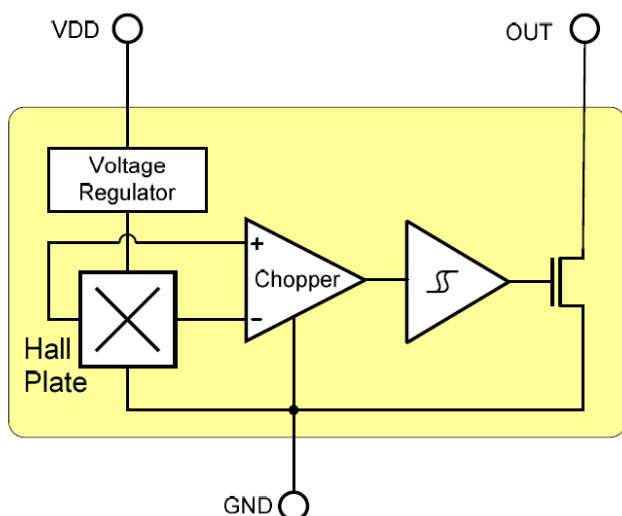 VDD
OUT
Voltage
Regulator
+
Chopper
−
Hall
Plate
GND